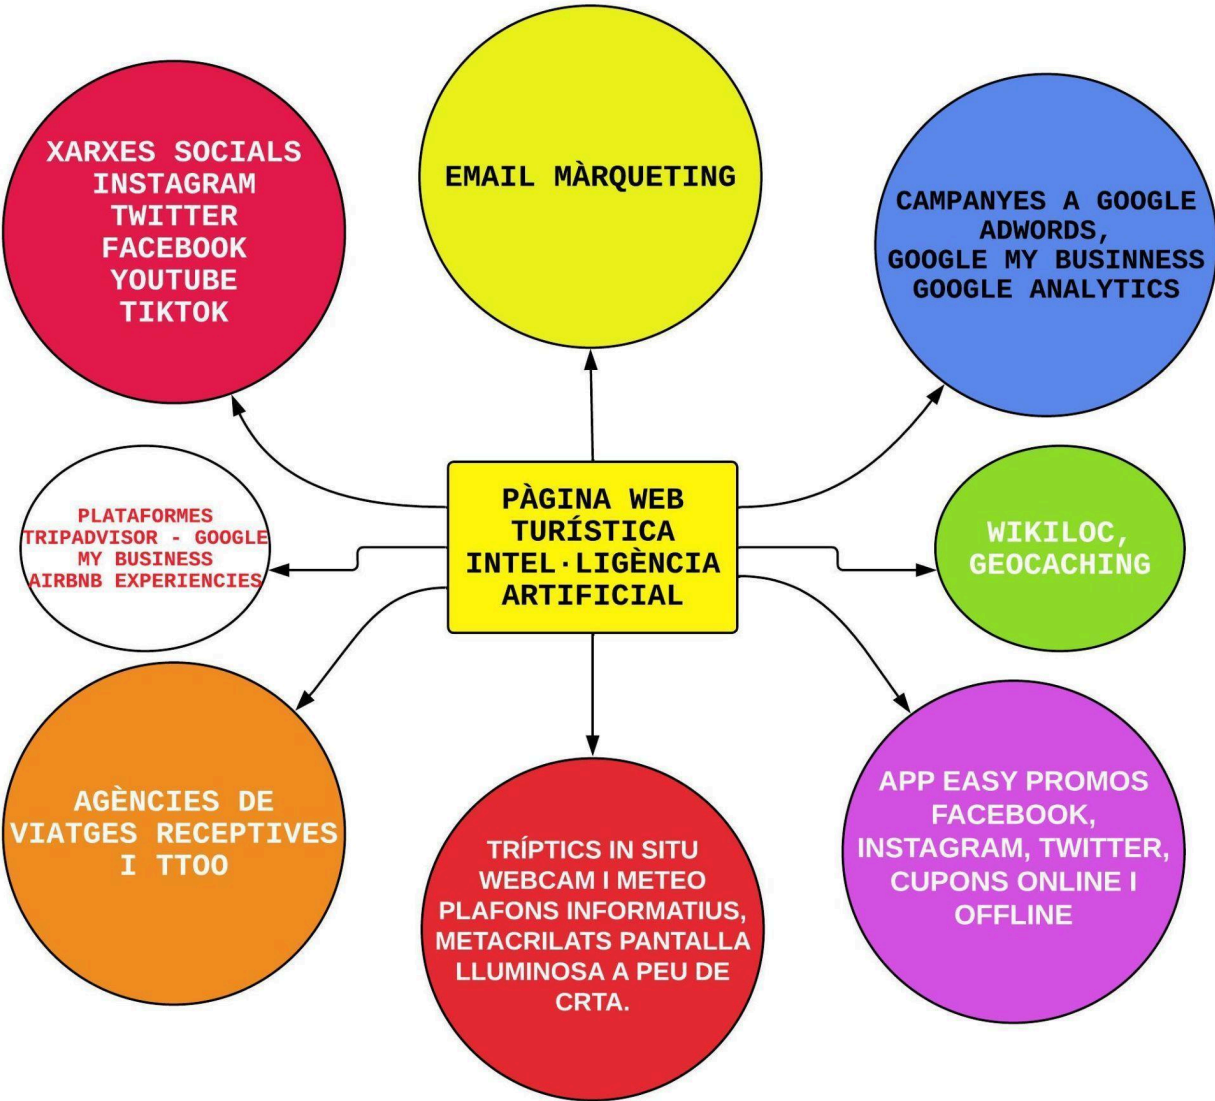 XARXES SOCIALS
INSTAGRAM
TWITTER
FACEBOOK
YOUTUBE
TIKTOK
EMAIL MÀRQUETING
CAMPANYES A GOOGLE
ADWORDS,
GOOGLE MY BUSINNESS
GOOGLE ANALYTICS
PLATAFORMES
TRIPADVISOR - GOOGLE
MY BUSINESS
AIRBNB EXPERIENCIES
PÀGINA WEB
TURÍSTICA
INTEL·LIGÈNCIA
ARTIFICIAL
WIKILOC,
GEOCACHING
AGÈNCIES DE
VIATGES RECEPTIVES
I TTOO
TRÍPTICS IN SITU
WEBCAM I METEO
PLAFONS INFORMATIUS,
METACRILATS PANTALLA
LLUMINOSA A PEU DE
CRTA.
APP EASY PROMOS
FACEBOOK,
INSTAGRAM, TWITTER,
CUPONS ONLINE I
OFFLINE